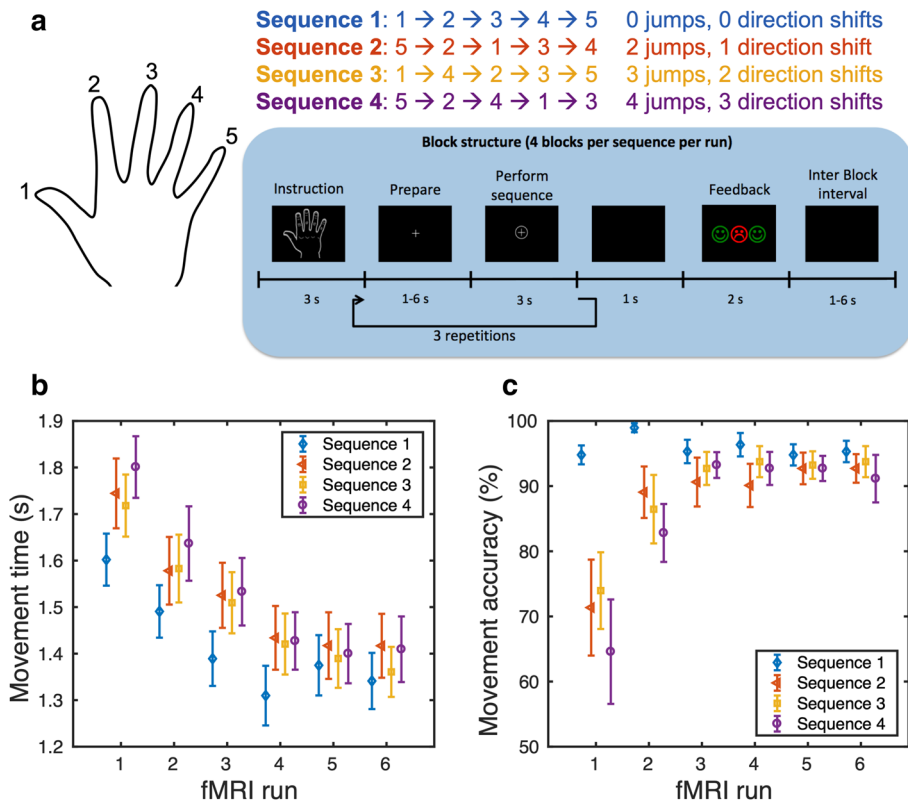 a
Sequence 1: 1 → 2 → 3 → 4 → 5 0 jumps, 0 direction shifts
Sequence 2: 5 → 2 → 1 → 3 → 4 2 jumps, 1 direction shift
Sequence 3: 1 → 4 → 2 → 3 → 5 3 jumps, 2 direction shifts
Sequence 4: 5 → 2 → 4 → 1 → 3 4 jumps, 3 direction shifts
1
2
3
4
5
Block structure (4 blocks per sequence per run)
Instruction
Prepare
Perform
sequence
Feedback
Inter Block
interval
3 s
1-6 s
3 s
1 s
2 s
1-6 s
3 repetitions
b
Movement time (s)
1.9
1.8
1.7
1.6
1.5
1.4
1.3
1.2
Sequence 1
Sequence 2
Sequence 3
Sequence 4
1 2 3 4 5 6
fMRI run
c
Movement accuracy (%)
100
90
80
70
60
50
Sequence 1
Sequence 2
Sequence 3
Sequence 4
1 2 3 4 5 6
fMRI run